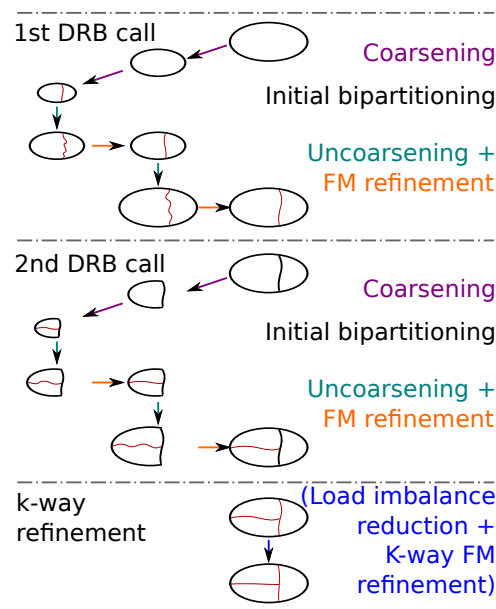 1st DRB call
Coarsening
Initial bipartitioning
Uncoarsening +
FM refinement
2nd DRB call
Coarsening
Initial bipartitioning
Uncoarsening +
FM refinement
k-way
refinement
(Load imbalance
reduction +
K-way FM
refinement)